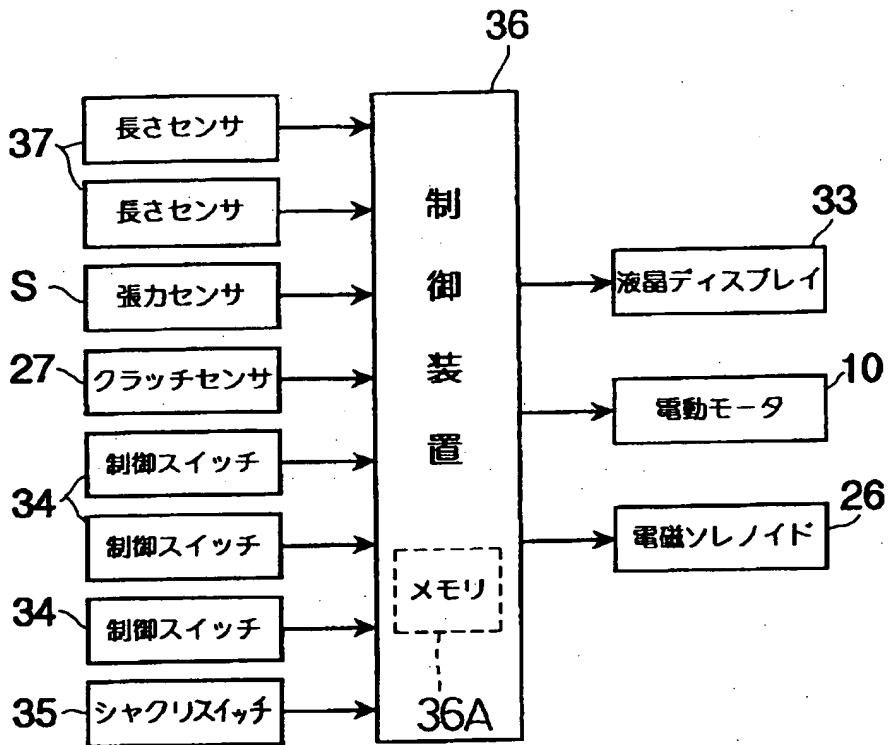 36
37
長さセンサ
長さセンサ
S
張力センサ
27
クラッチセンサ
34
制御スイッチ
制御スイッチ
34
制御スイッチ
35
シャクリスイッチ
制御装置
メモリ
36A
33
液晶ディスプレイ
10
電動モータ
26
電磁ソレノイド